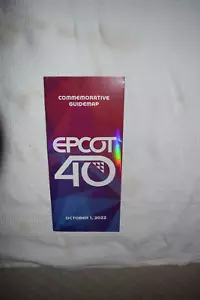 COMMEMORATIVE
GUIDEMAP
EPCOT
40
OCTOBER 1, 2022